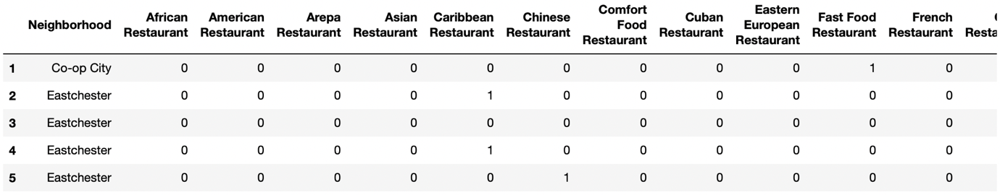 Neighborhood African Restaurant American Restaurant Arepa Restaurant Asian Restaurant Caribbean Restaurant Chinese Restaurant Comfort Food Restaurant Cuban Restaurant Eastern European Restaurant Fast Food Restaurant French Restaurant
1 Co-op City 0 0 0 0 0 0 0 0 0 1 0
2 Eastchester 0 0 0 0 1 0 0 0 0 0 0
3 Eastchester 0 0 0 0 0 0 0 0 0 0 0
4 Eastchester 0 0 0 0 1 0 0 0 0 0 0
5 Eastchester 0 0 0 0 0 1 0 0 0 0 0